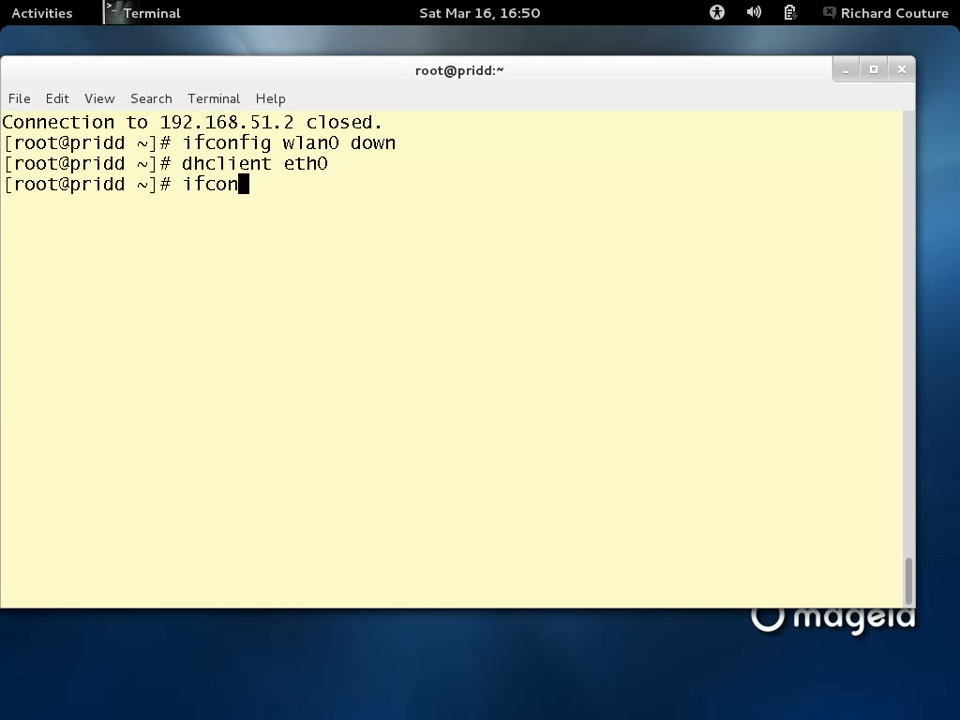 Activities
Terminal
Sat Mar 16, 16:50
Richard Couture
root@pridd:~
File Edit View Search Terminal Help
Connection to 192.168.51.2 closed.
[root@pridd ~]# ifconfig wlan0 down
[root@pridd ~]# dhclient eth0
[root@pridd ~]# ifcon
mageia